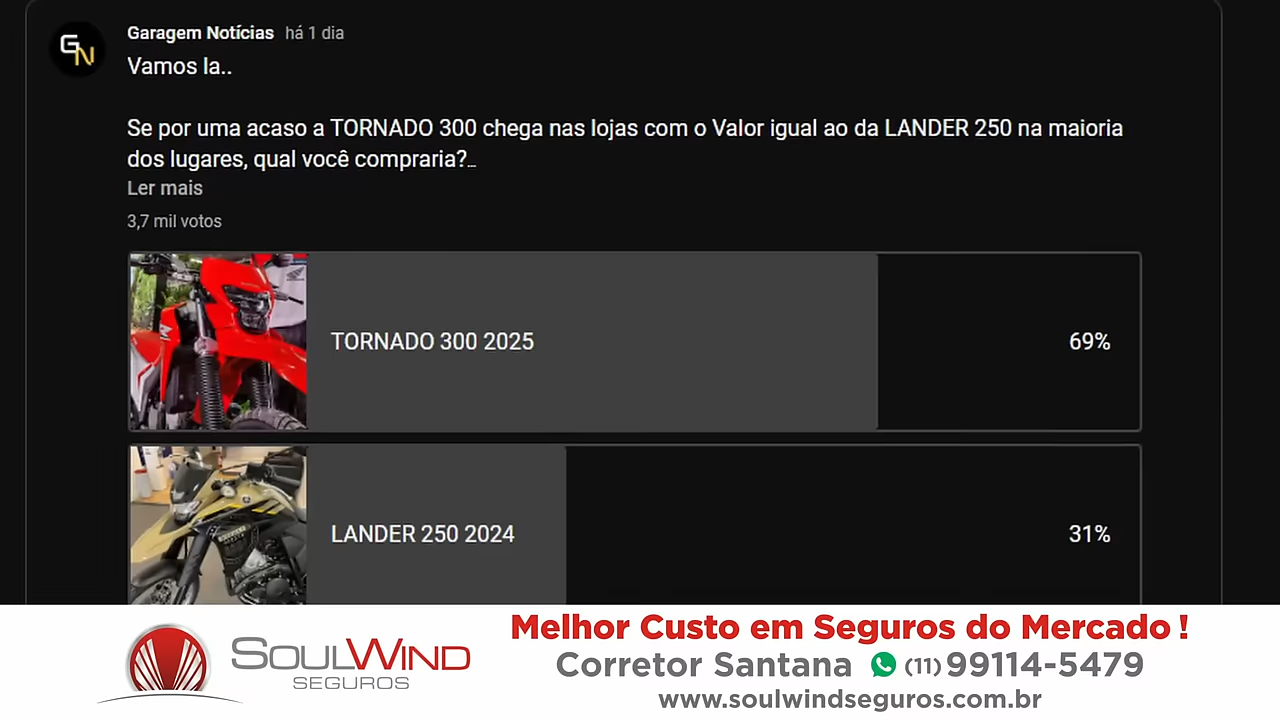 GN
Garagem Notícias há 1 dia
Vamos la..
Se por uma acaso a TORNADO 300 chega nas lojas com o Valor igual ao da LANDER 250 na maioria
dos lugares, qual você compraria?...
Ler mais
3,7 mil votos
TORNADO 300 2025
69%
LANDER 250 2024
31%
SOULWIND
SEGUROS
Melhor Custo em Seguros do Mercado !
Corretor Santana (11) 99114-5479
www.soulwindseguros.com.br